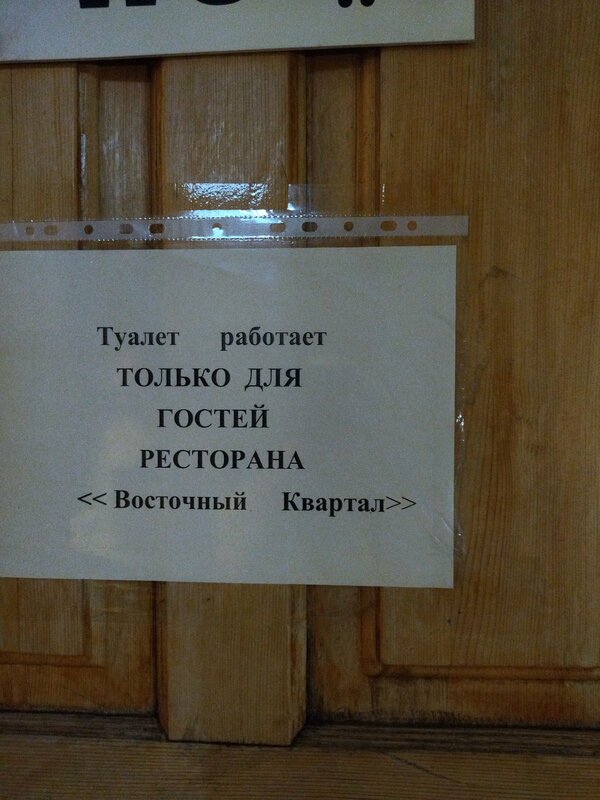 Туалет работает
ТОЛЬКО ДЛЯ
ГОСТЕЙ
РЕСТОРАНА
<< Восточный Квартал>>